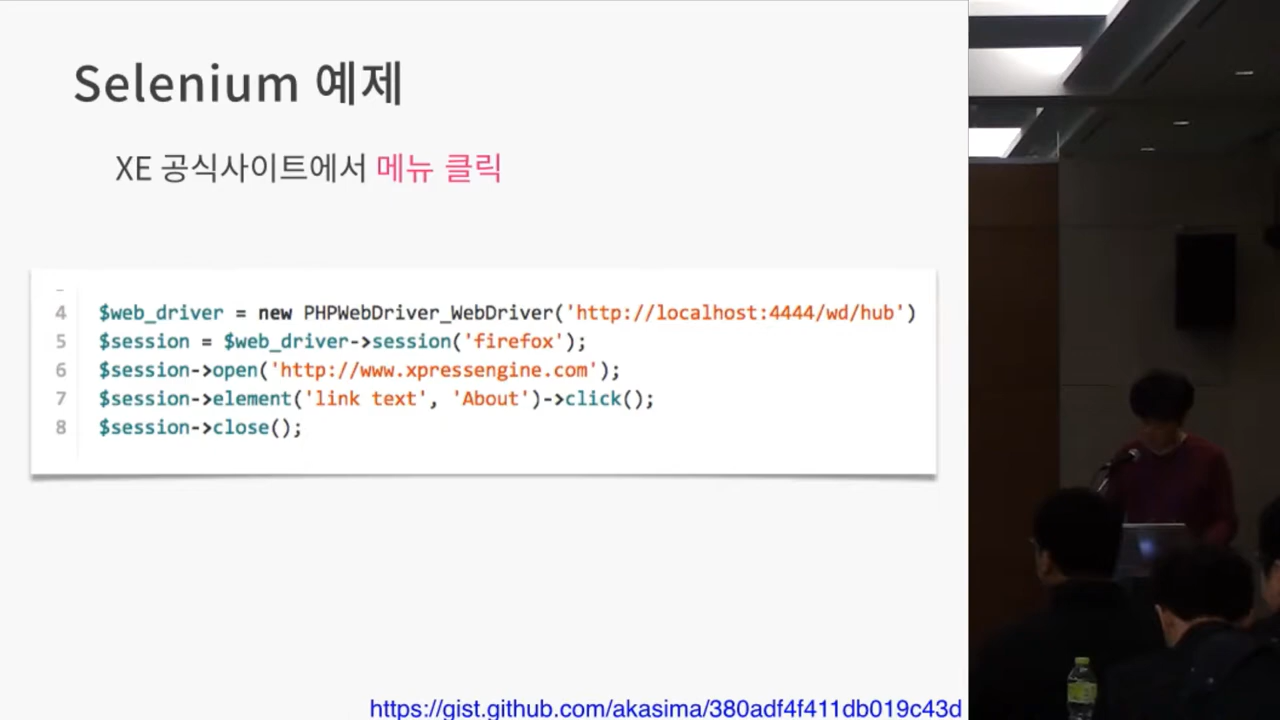 Selenium 예제
XE 공식사이트에서 메뉴 클릭
4 $web_driver = new PHPWebDriver_WebDriver('http://localhost:4444/wd/hub')
5 $session = $web_driver->session('firefox');
6 $session->open('http://www.xpressengine.com');
7 $session->element('link text', 'About')->click();
8 $session->close();
https://gist.github.com/akasima/380adf4f411db019c43d